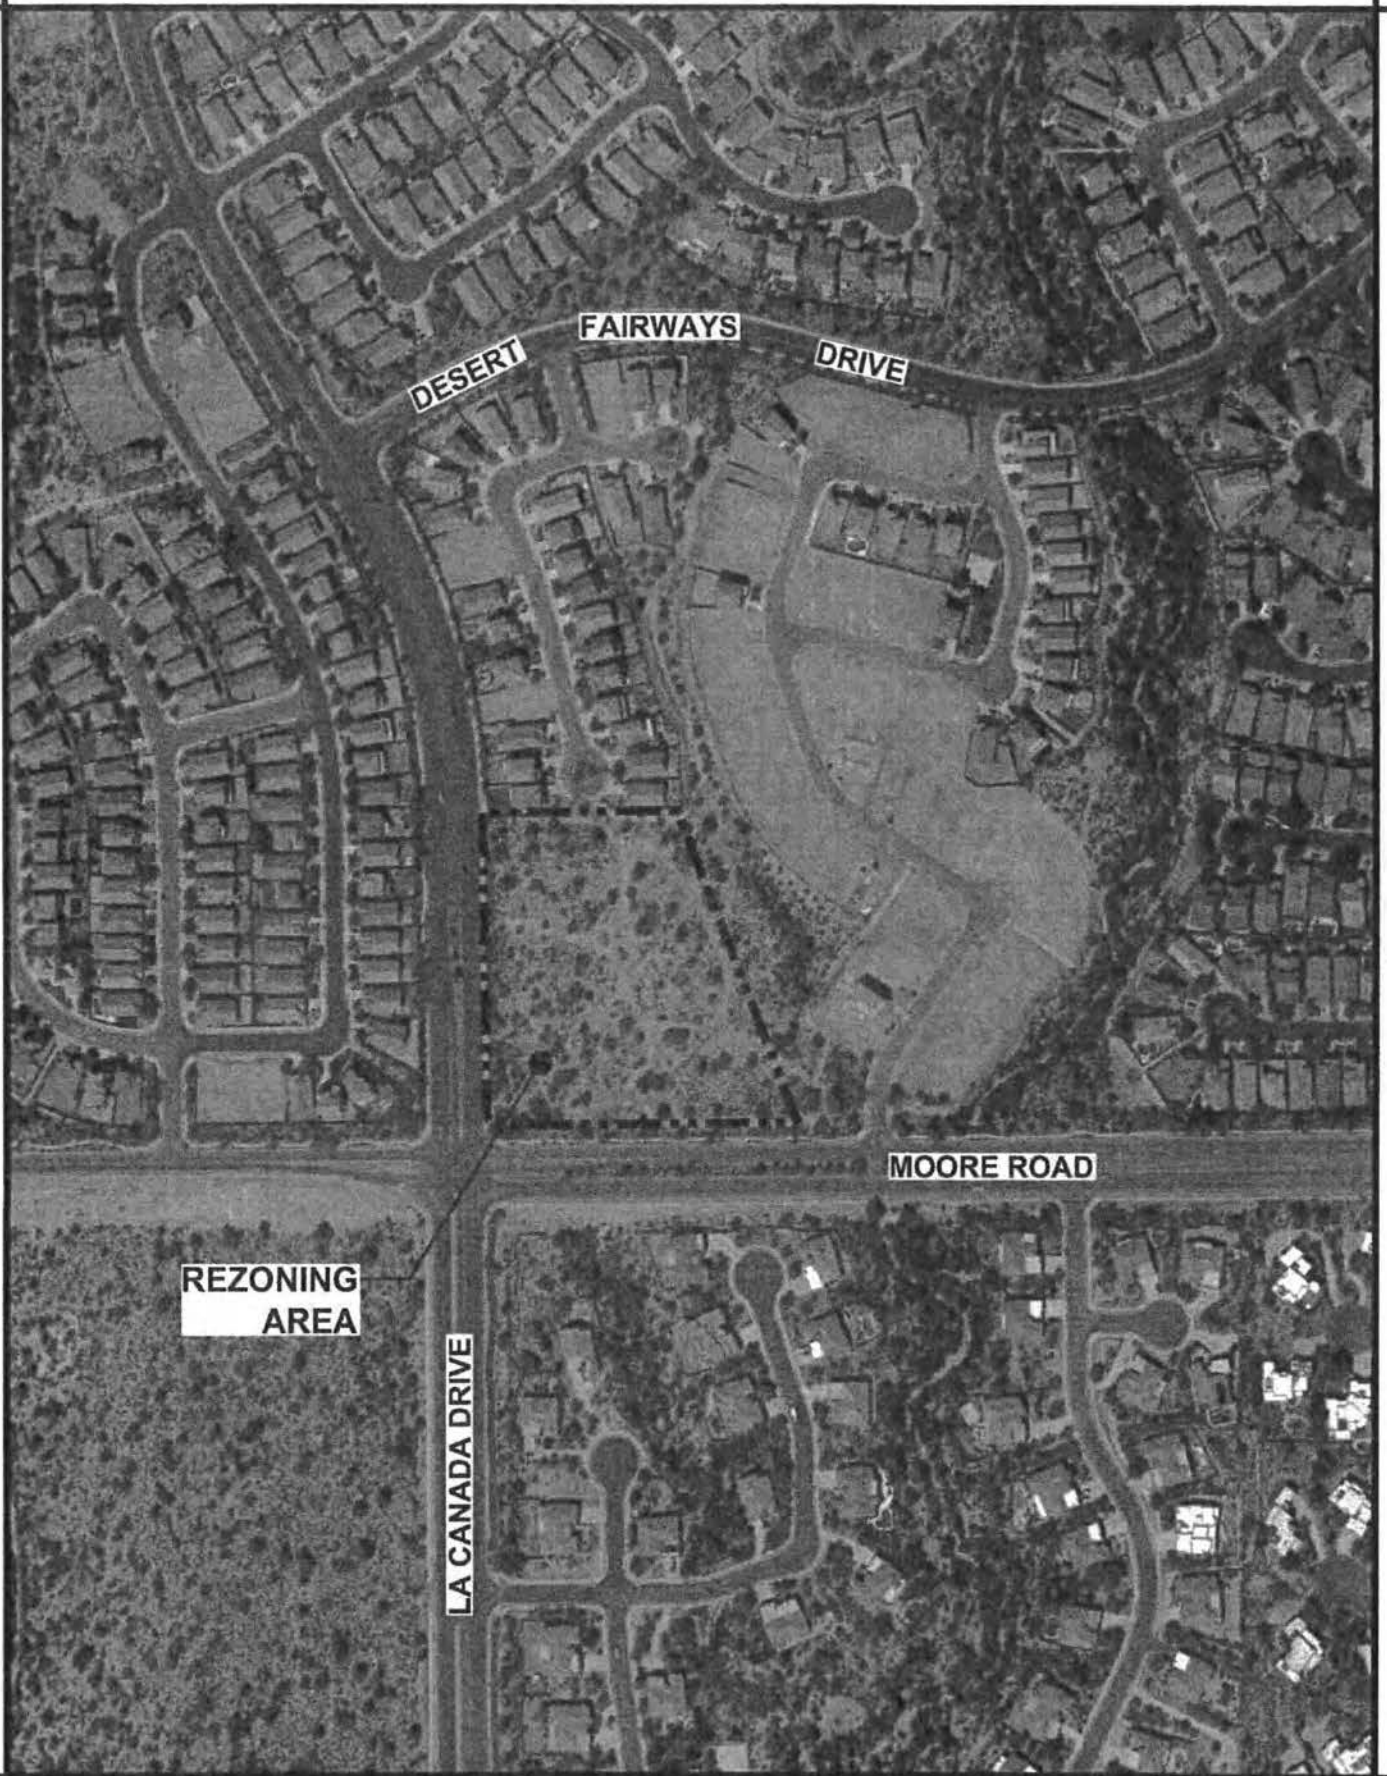 DESERT
FAIRWAYS
DRIVE
MOORE ROAD
REZONING
AREA
LA CANADA DRIVE